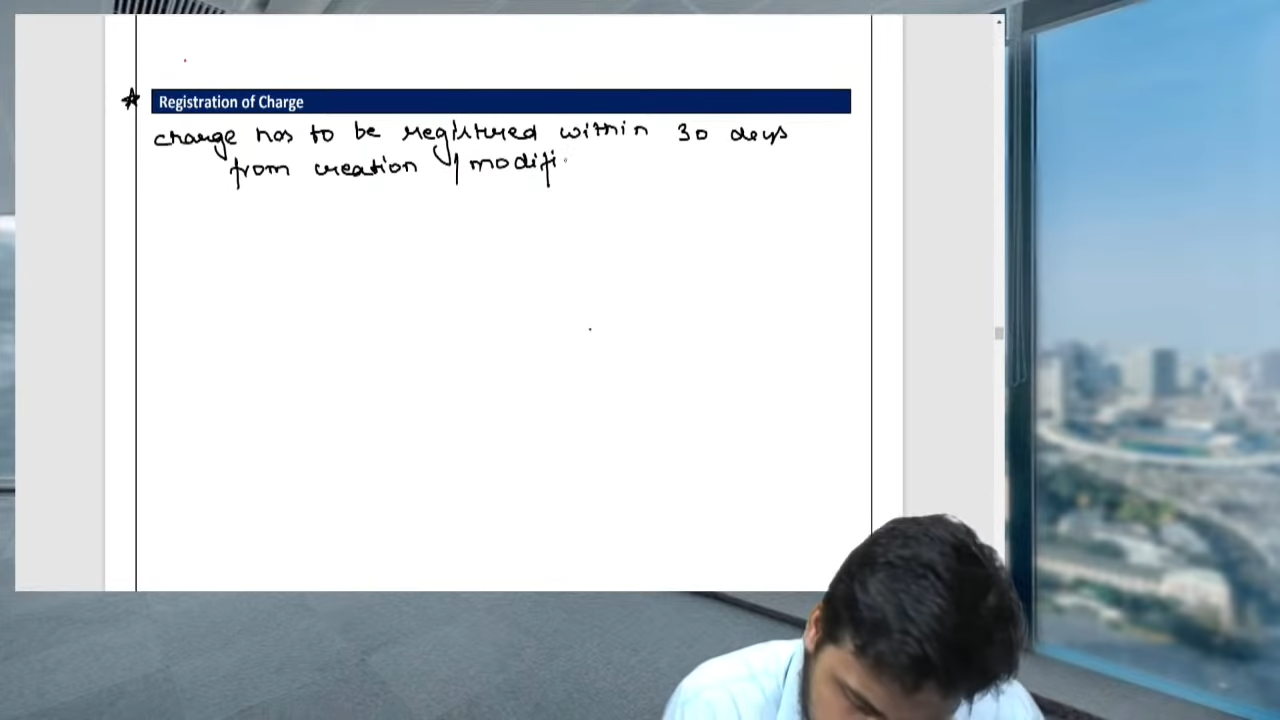 Registration of Charge
charge has to be registered within 30 days
from creation / modifi